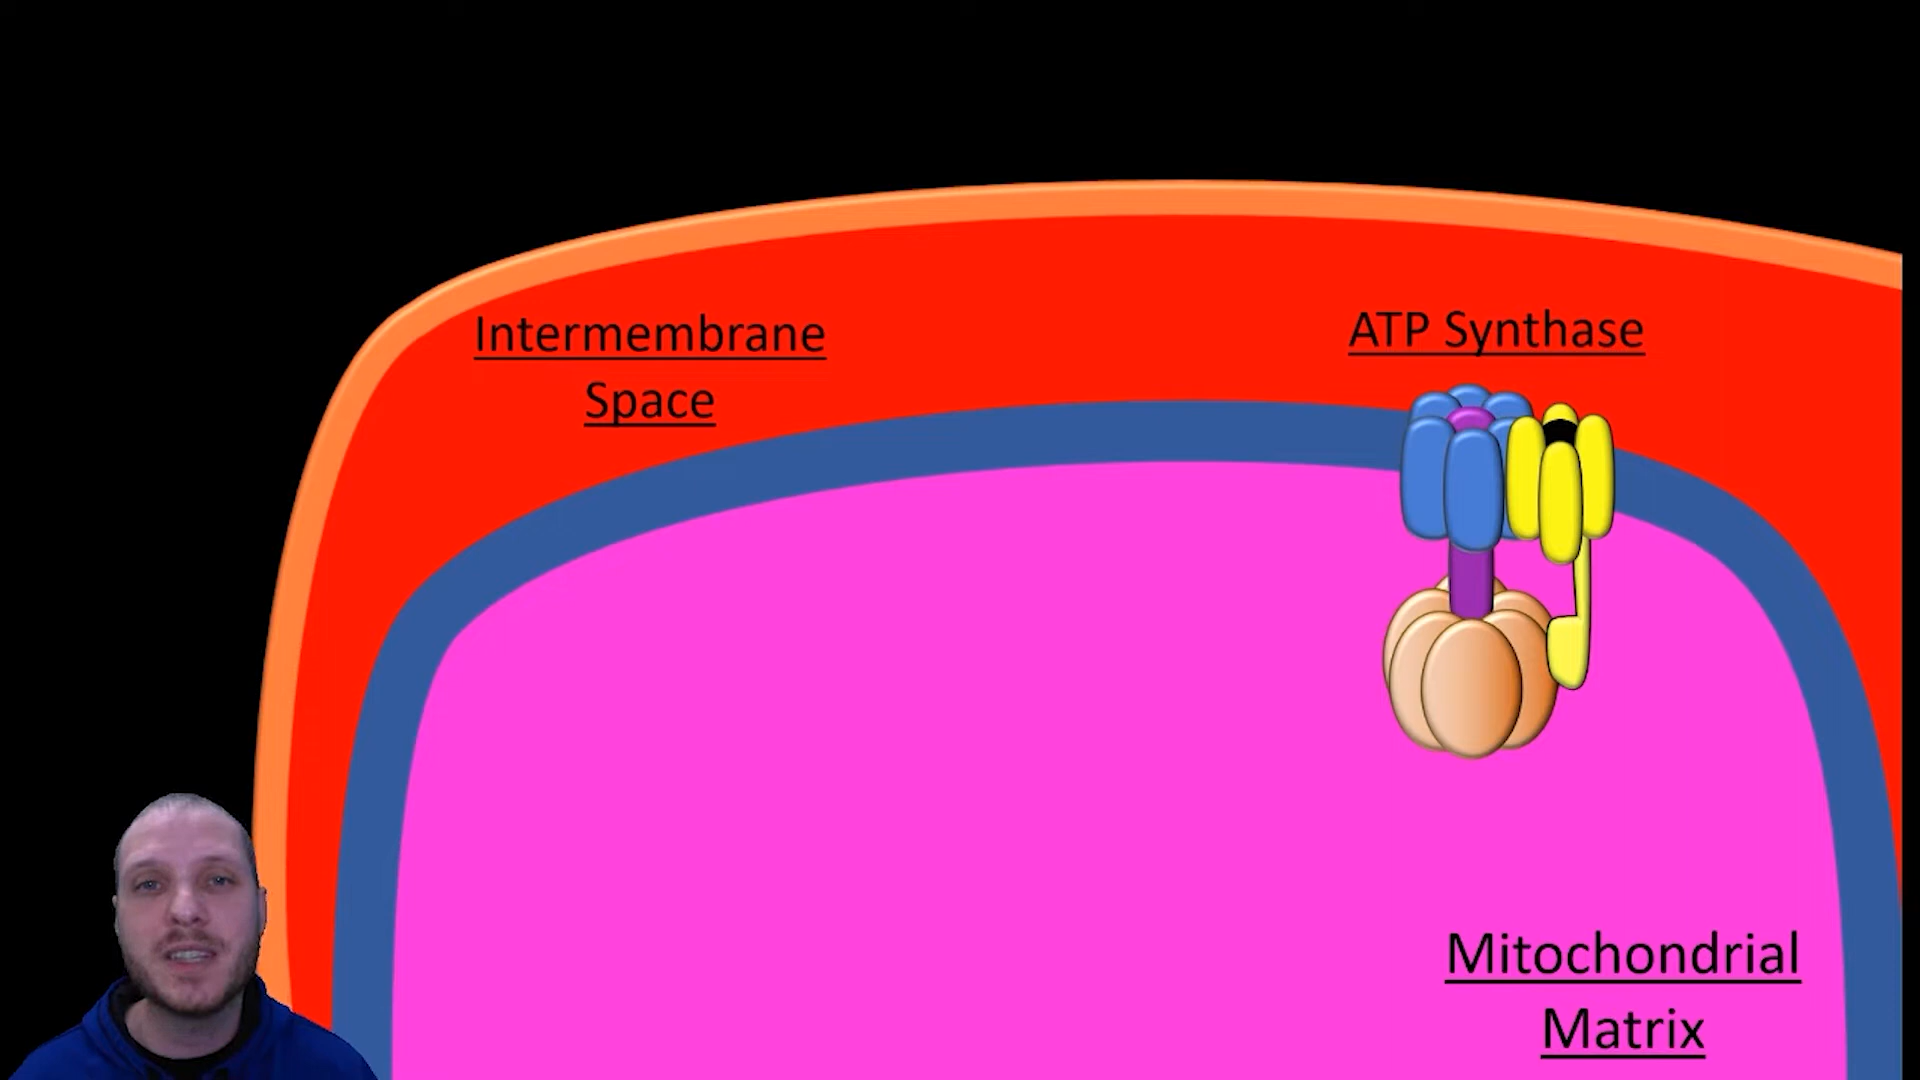 Intermembrane
Space
ATP Synthase
Mitochondrial
Matrix